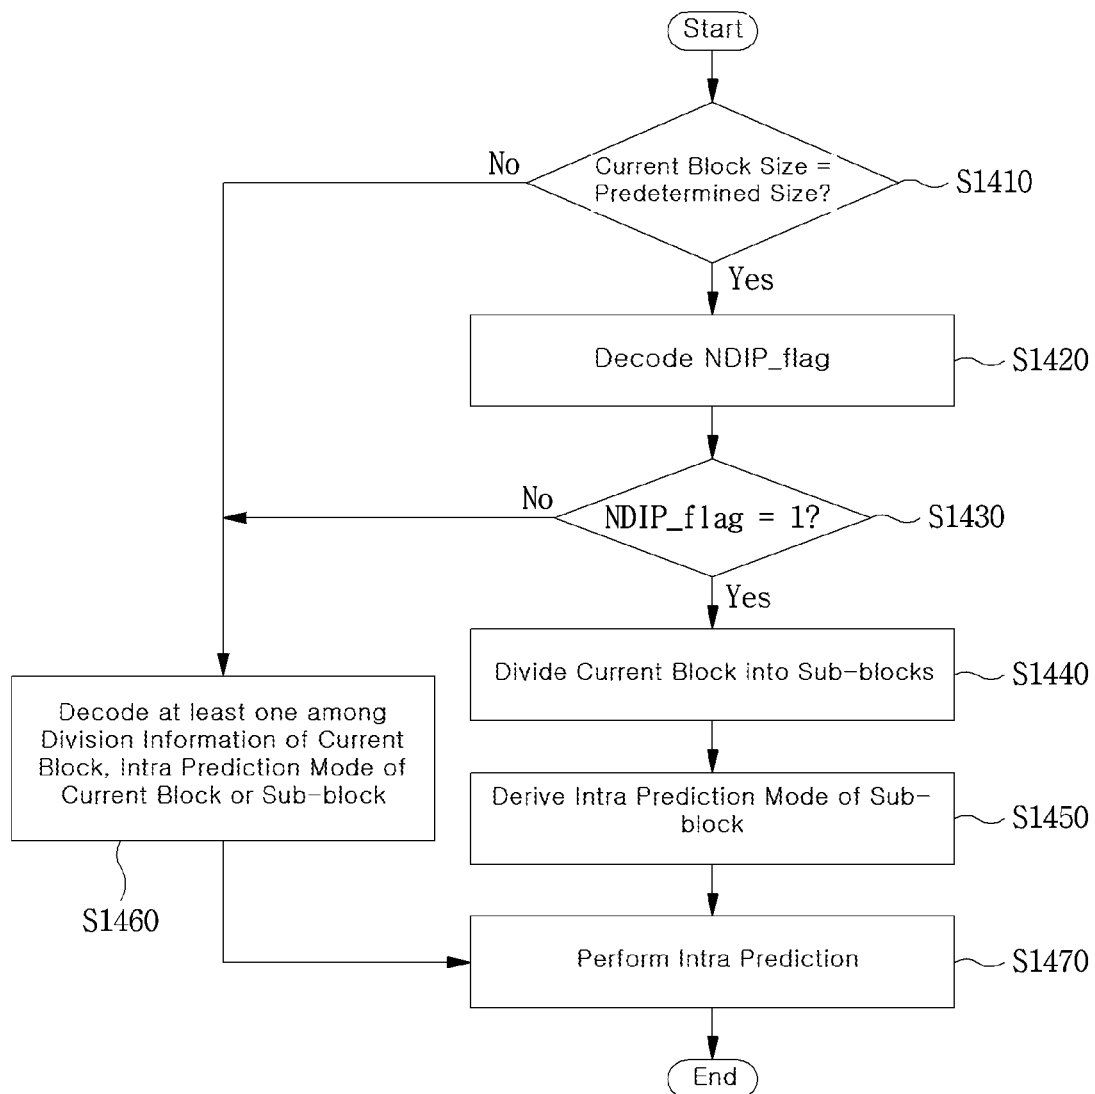 Start
Current Block Size =
Predetermined Size?
No
S1410
Yes
Decode NDIP_flag
S1420
No
NDIP_flag = 1?
S1430
Yes
Divide Current Block into Sub-blocks
S1440
Decode at least one among
Division Information of Current
Block, Intra Prediction Mode of
Current Block or Sub-block
S1460
Derive Intra Prediction Mode of Sub-
block
S1450
Perform Intra Prediction
S1470
End